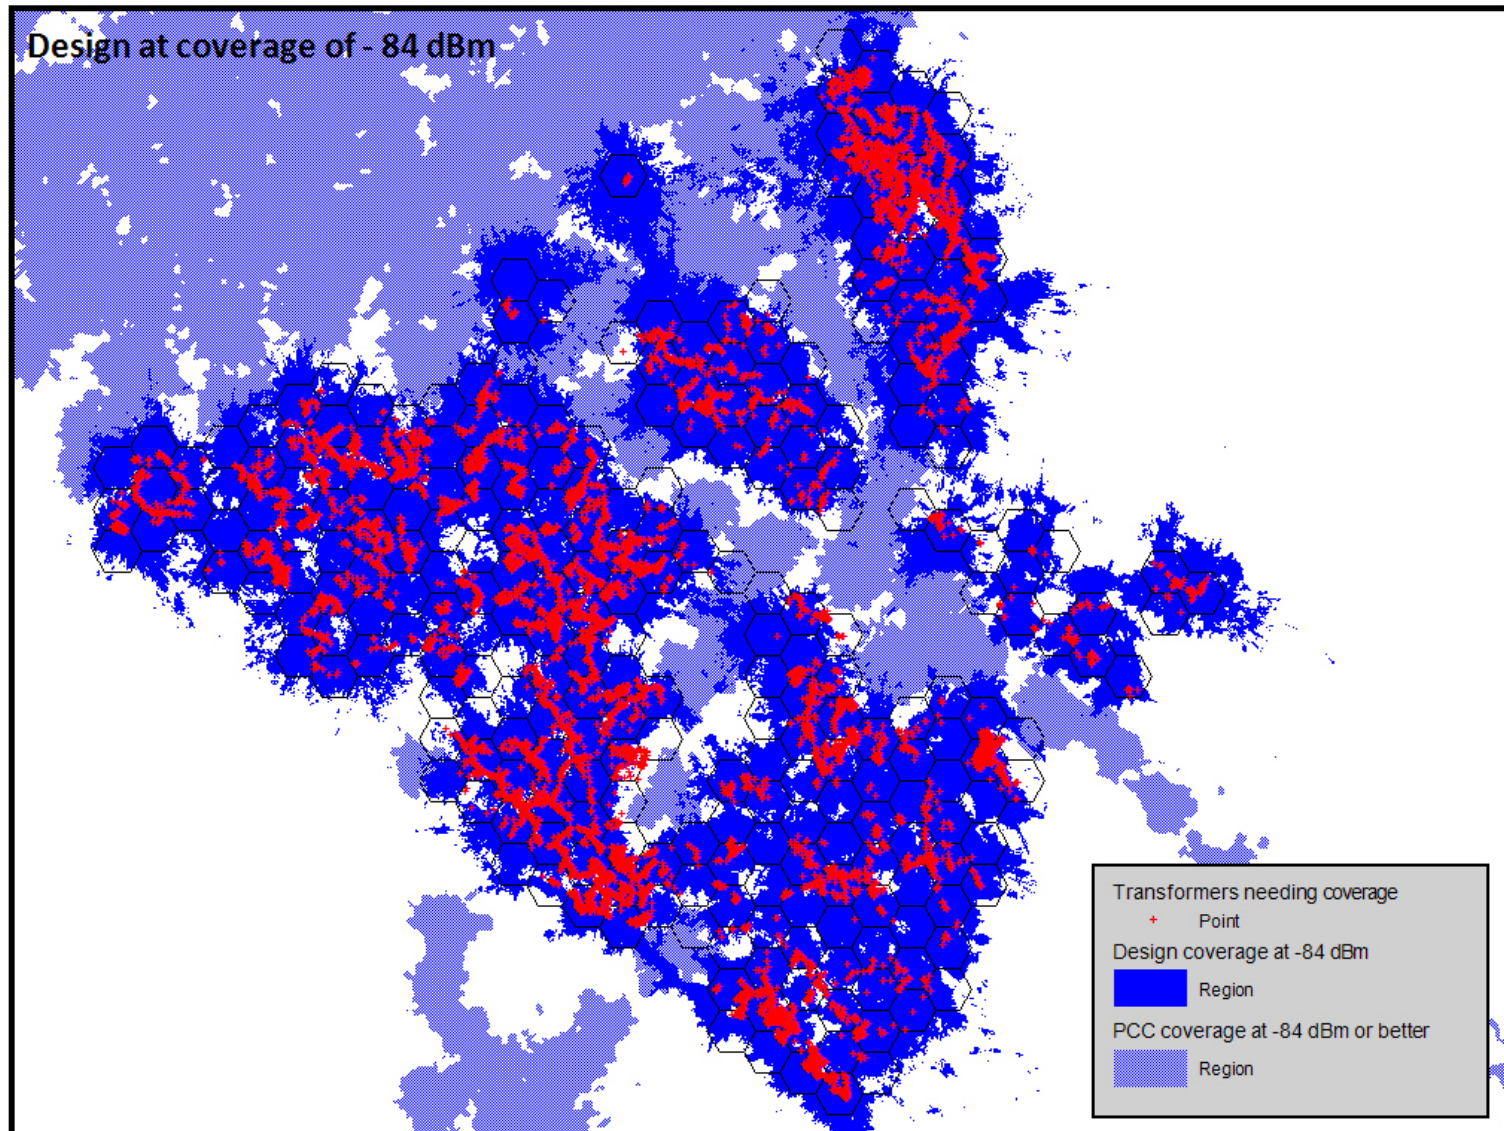 Design at coverage of - 84 dBm
Transformers needing coverage
Point
Design coverage at -84 dBm
Region
PCC coverage at -84 dBm or better
Region